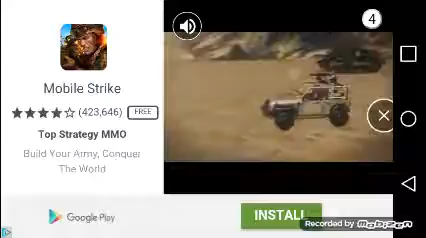 4
Mobile Strike
(423,646) FREE
Top Strategy MMO
Build Your Army, Conquer
The World
Google Play
INSTALL
Recorded by Mobizen